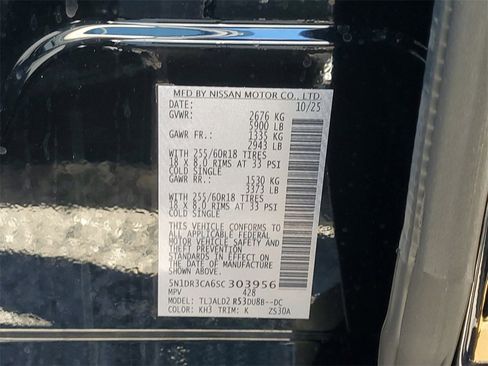 MFD BY NISSAN MOTOR CO., LTD.
DATE: 10/25
GVWR: 2676 KG
5900 LB
GAWR FR.: 1335 KG
2943 LB
WITH 255/60R18 TIRES
18 X 8.0 RIMS AT 33 PSI
COLD SINGLE
GAWR RR.: 1530 KG
3373 LB
WITH 255/60R18 TIRES
18 X 8.0 RIMS AT 33 PSI
COLD SINGLE
THIS VEHICLE CONFORMS TO
ALL APPLICABLE FEDERAL
MOTOR VEHICLE SAFETY AND
THEFT PREVENTION
STANDARDS IN EFFECT ON THE
DATE OF MANUFACTURE
SHOWN ABOVE.
5N1DR3CA6SC303956
MPV 428
MODEL: TLJALD2 R53DU8B--DC
COLOR: KH3 TRIM: K ZS30A